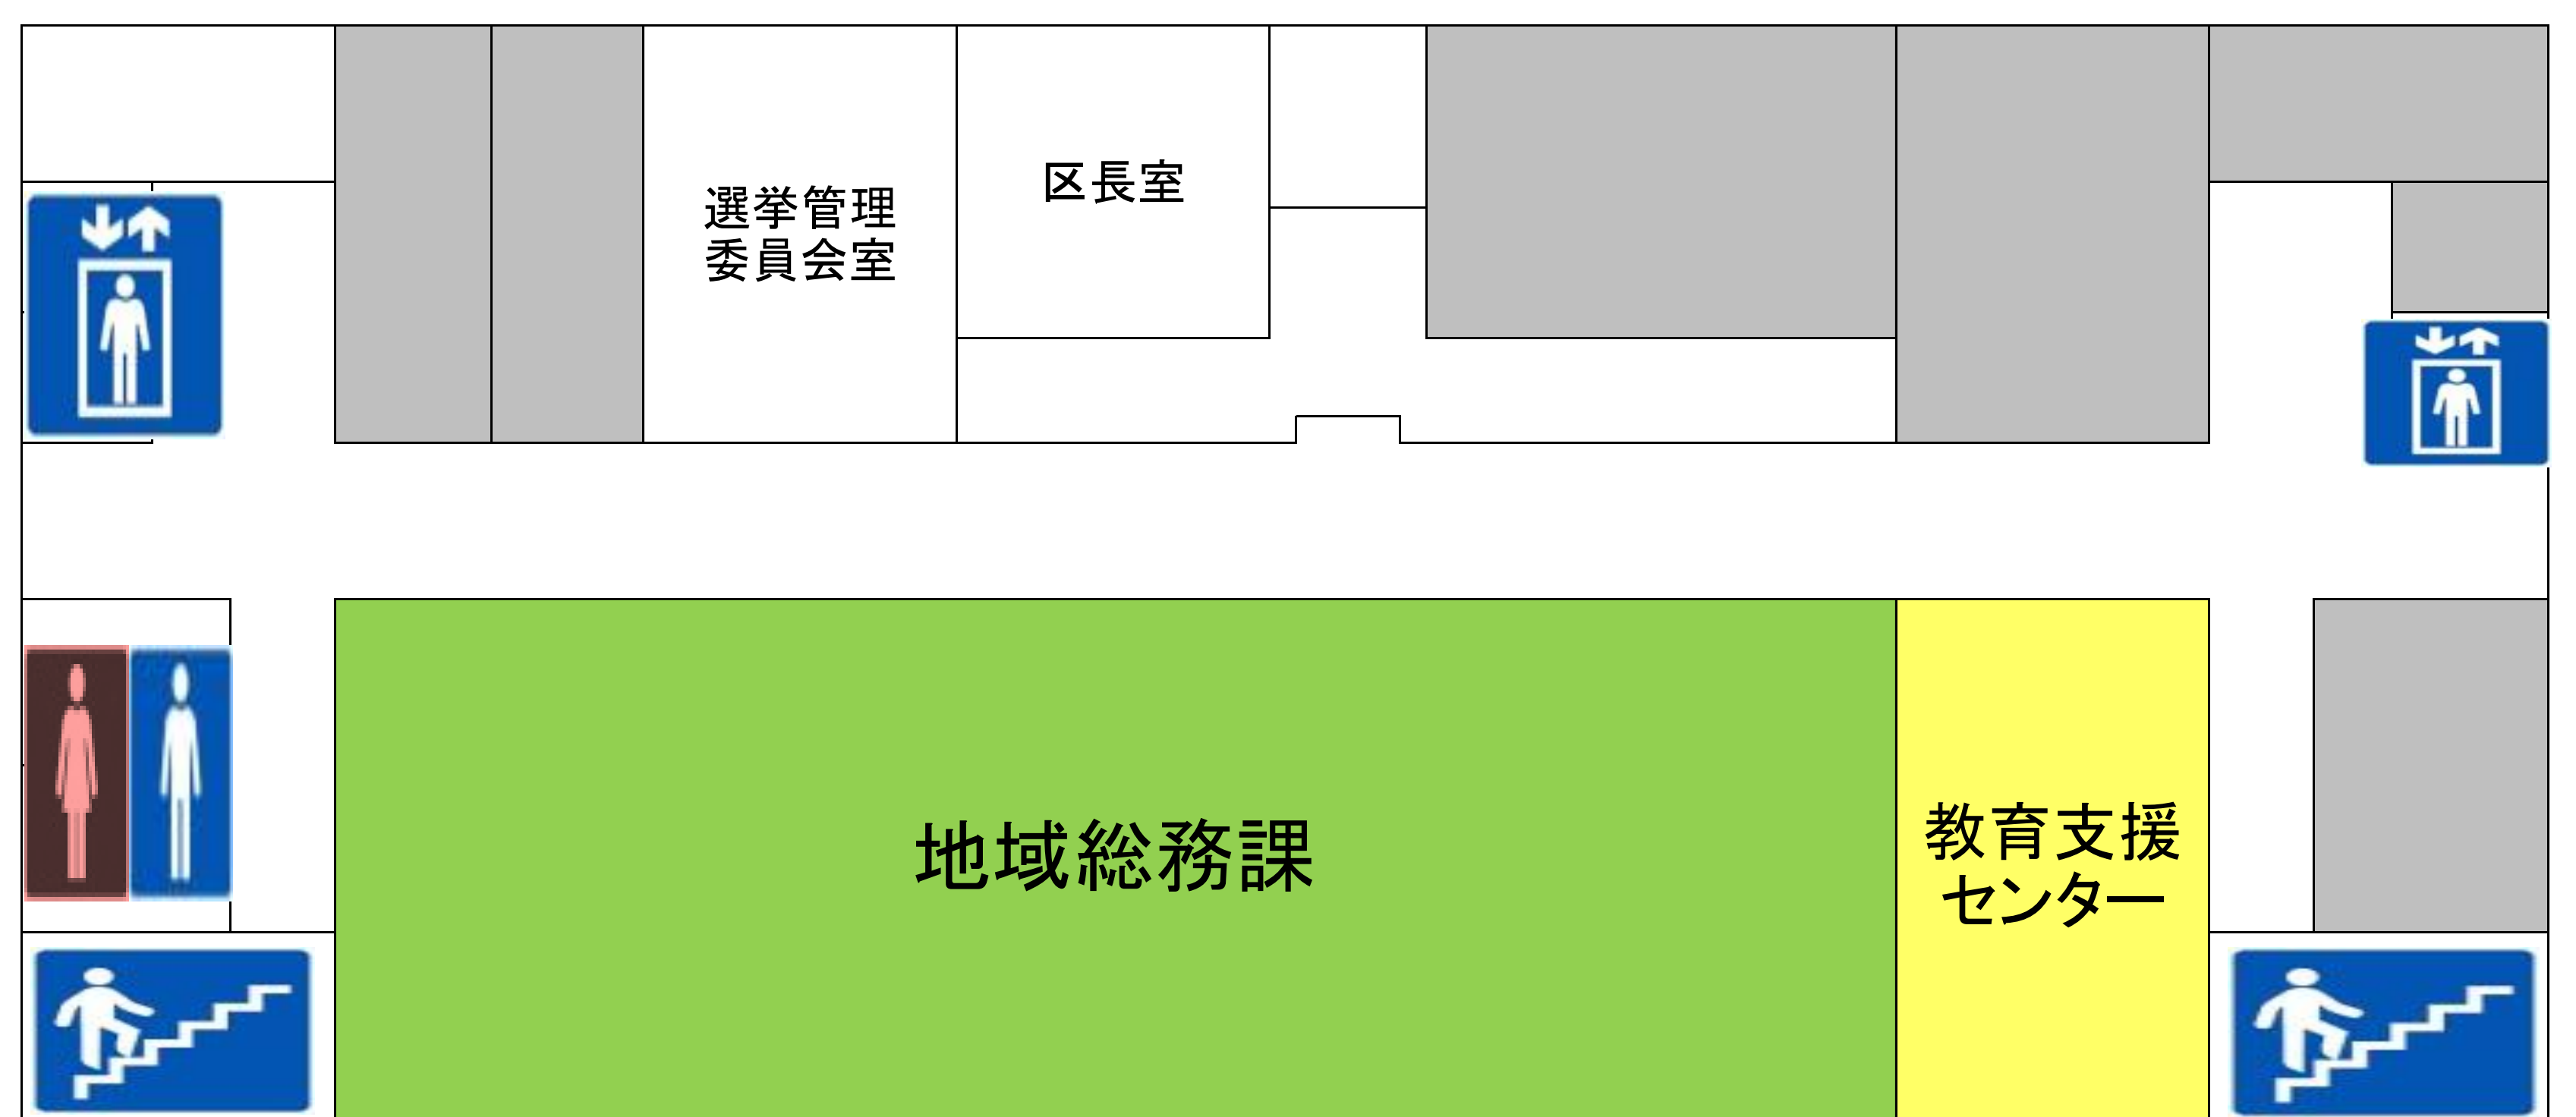 選挙管理
委員会室
区長室
地域総務課
教育支援
センター